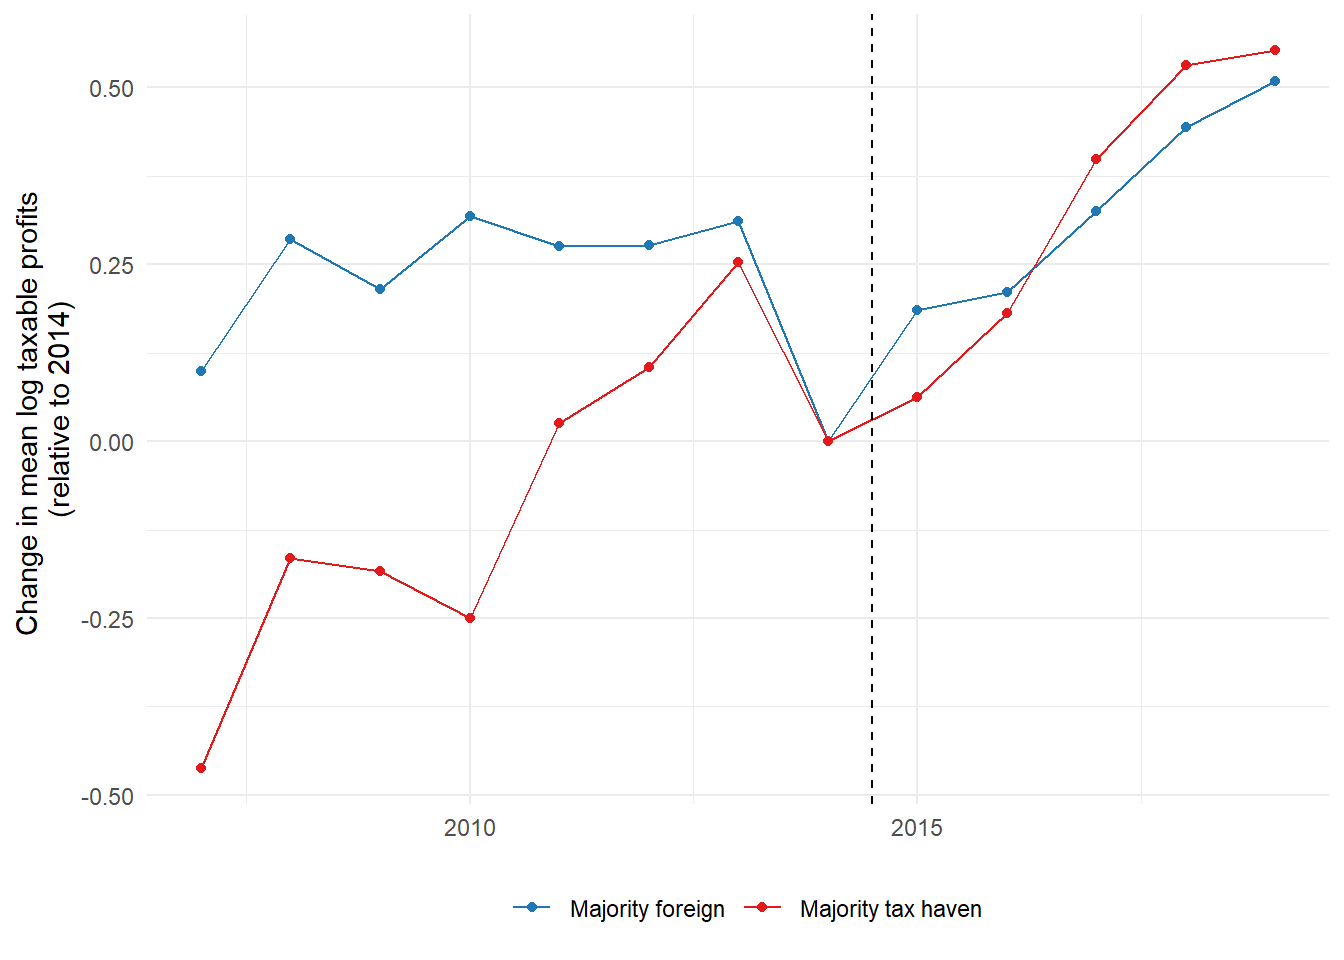 Change in mean log taxable profits
(relative to 2014)
0.50
0.25
0.00
-0.25
-0.50
2010 2015
Majority foreign Majority tax haven